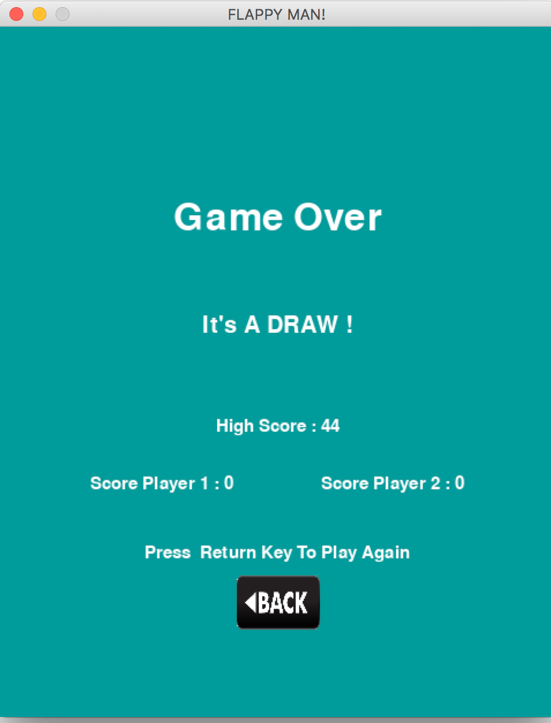 FLAPPY MAN!
Game Over
It's A DRAW !
High Score : 44
Score Player 1 : 0 Score Player 2 : 0
Press  Return Key To Play Again
BACK